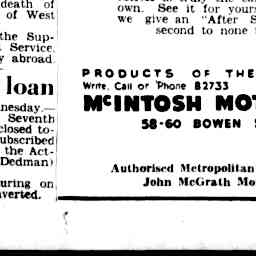 death of
of West
the Sup-
Service.
y abroad.
loan
nesday.—
Seventh
closed to-
ubscribed
the Act-
Dedman)
uring on
nverted.
own. See it for yours
we give an "After S
second to none
PRODUCTS OF THE
Write, Call or 'Phone B2733
McINTOSH MOT
58-60 BOWEN S
Authorised Metropolitan
John McGrath Mo